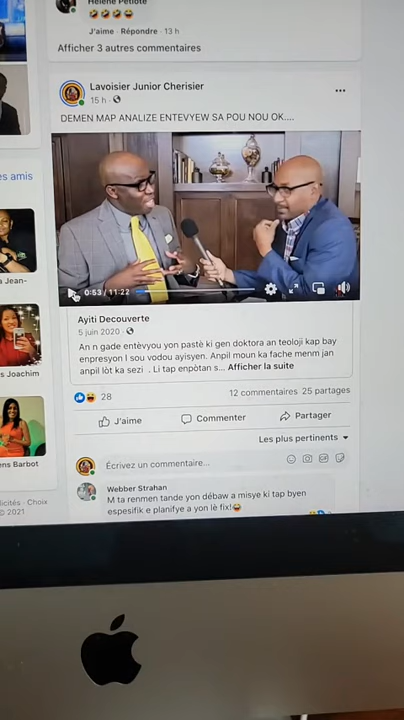 Hélène Petiote
J'aime · Répondre · 13 h
Afficher 3 autres commentaires
Lavoisier Junior Cherisier
15 h ·
DEMEN MAP ANALIZE ENTEVYEW SA POU NOU OK....
0:53 / 11:22
Ayiti Decouverte
5 juin 2020 ·
An n gade entèvyou yon pastè ki gen doktora an teoloji kap bay
enpresyon l sou vodou ayisyen. Anpil moun ka fache menm jan
anpil lòt ka sezi . Li tap enpòtan s... Afficher la suite
28
12 commentaires 25 partages
J'aime
Commenter
Partager
Les plus pertinents
Écrivez un commentaire...
GIF
Webber Strahan
M ta renmen tande yon débaw a misye ki tap byen
espesifik e planifye a yon lè fix!
es amis
a Jean-
s Joachim
ns Barbot
licités · Choix
© 2021